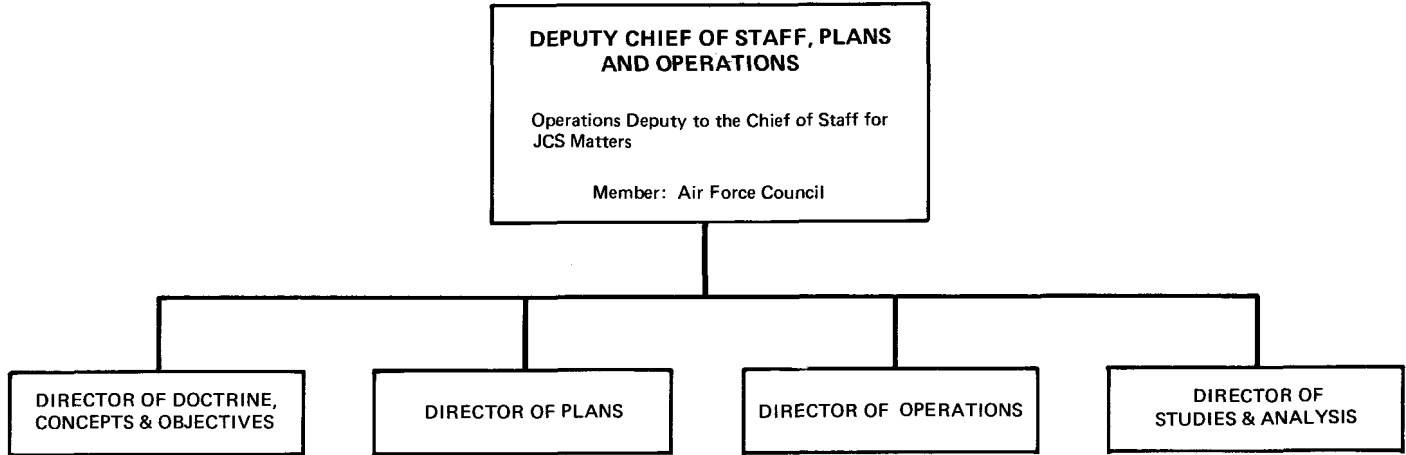 DEPUTY CHIEF OF STAFF, PLANS
AND OPERATIONS
Operations Deputy to the Chief of Staff for
JCS Matters
Member: Air Force Council
DIRECTOR OF DOCTRINE,
CONCEPTS & OBJECTIVES
DIRECTOR OF PLANS
DIRECTOR OF OPERATIONS
DIRECTOR OF
STUDIES & ANALYSIS